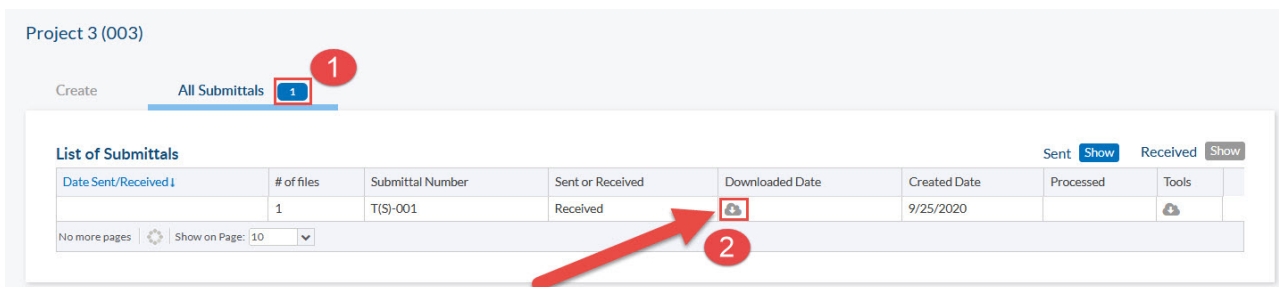 Project 3 (003)
1
Create All Submittals 1
List of Submittals Sent Show Received Show
Date Sent/Received↓ # of files Submittal Number Sent or Received Downloaded Date Created Date Processed Tools
1 T(S)-001 Received 9/25/2020
No more pages Show on Page: 10
2